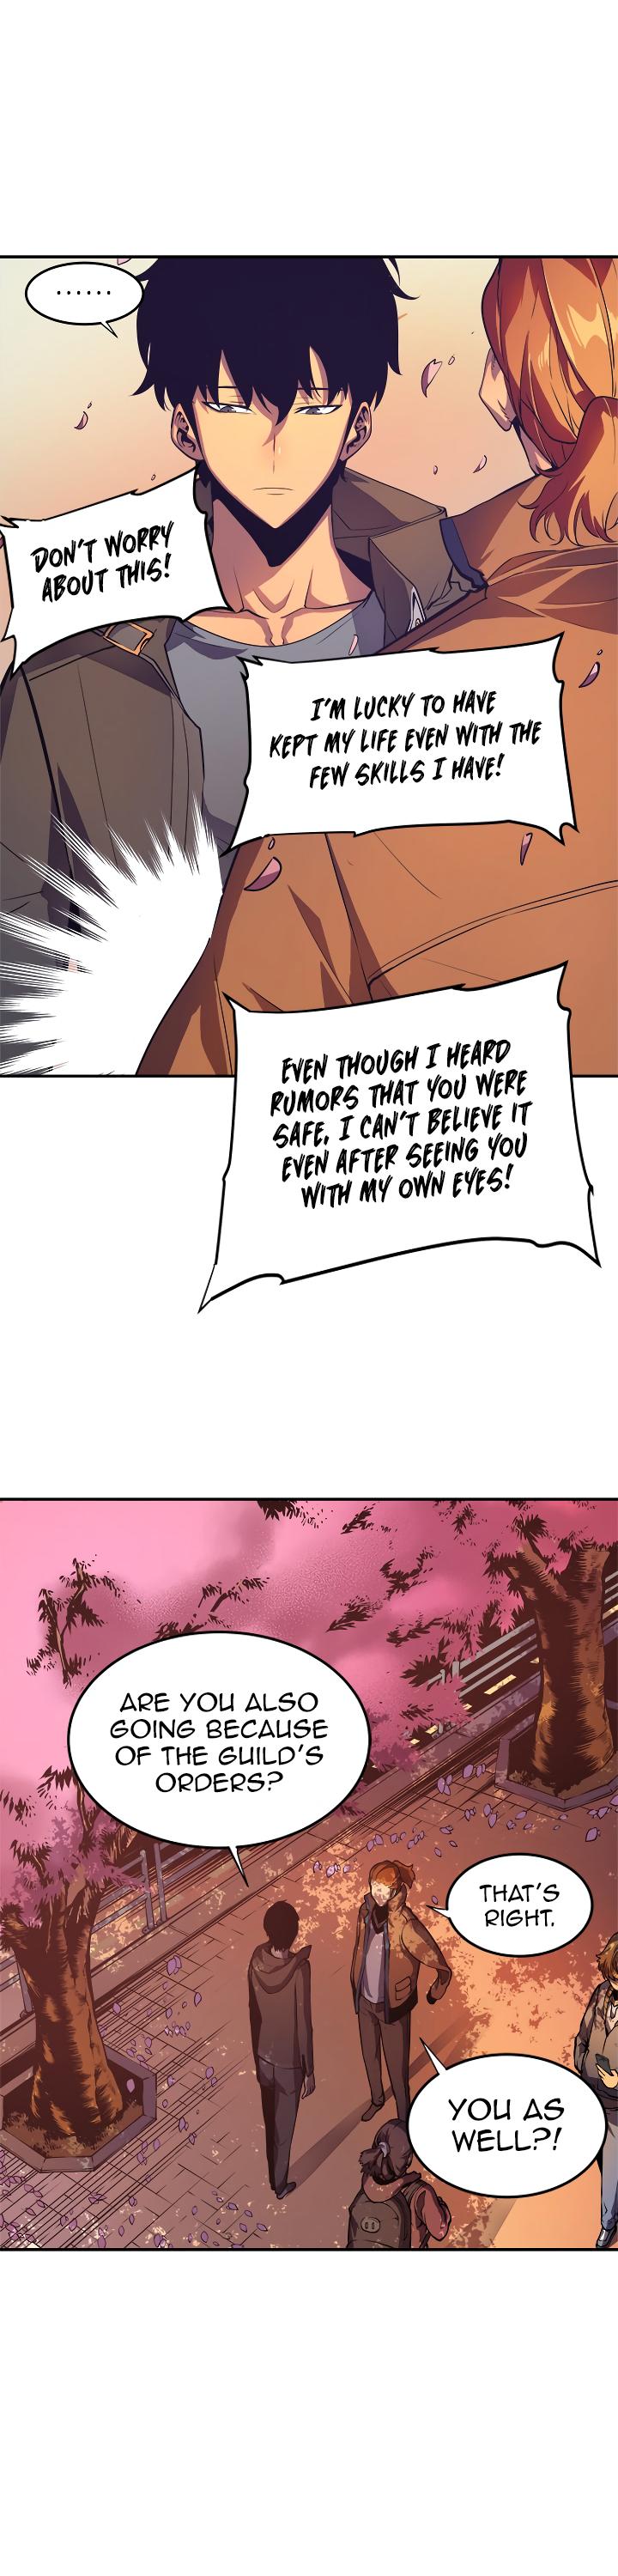 ......
DON'T WORRY
ABOUT THIS!
I'M LUCKY TO HAVE
KEPT MY LIFE EVEN WITH THE
FEW SKILLS I HAVE!
EVEN THOUGH I HEARD
RUMORS THAT YOU WERE
SAFE, I CAN'T BELIEVE IT
EVEN AFTER SEEING YOU
WITH MY OWN EYES!
ARE YOU ALSO
GOING BECAUSE
OF THE GUILD'S
ORDERS?
THAT'S
RIGHT.
YOU AS
WELL?!